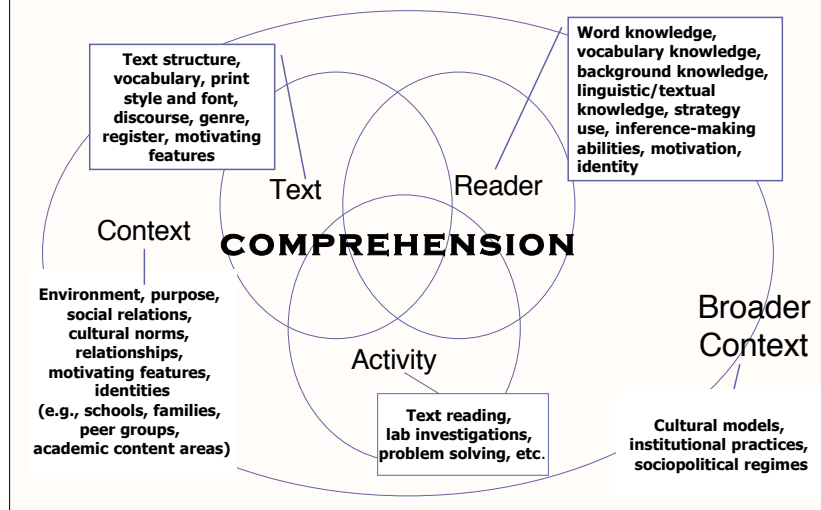 Text structure,
vocabulary, print
style and font,
discourse, genre,
register, motivating
features
Word knowledge,
vocabulary knowledge,
background knowledge,
linguistic/textual
knowledge, strategy
use, inference-making
abilities, motivation,
identity
Text
Reader
Context
COMPREHENSION
Environment, purpose,
social relations,
cultural norms,
relationships,
motivating features,
identities
(e.g., schools, families,
peer groups,
academic content areas)
Broader
Context
Activity
Text reading,
lab investigations,
problem solving, etc.
Cultural models,
institutional practices,
sociopolitical regimes